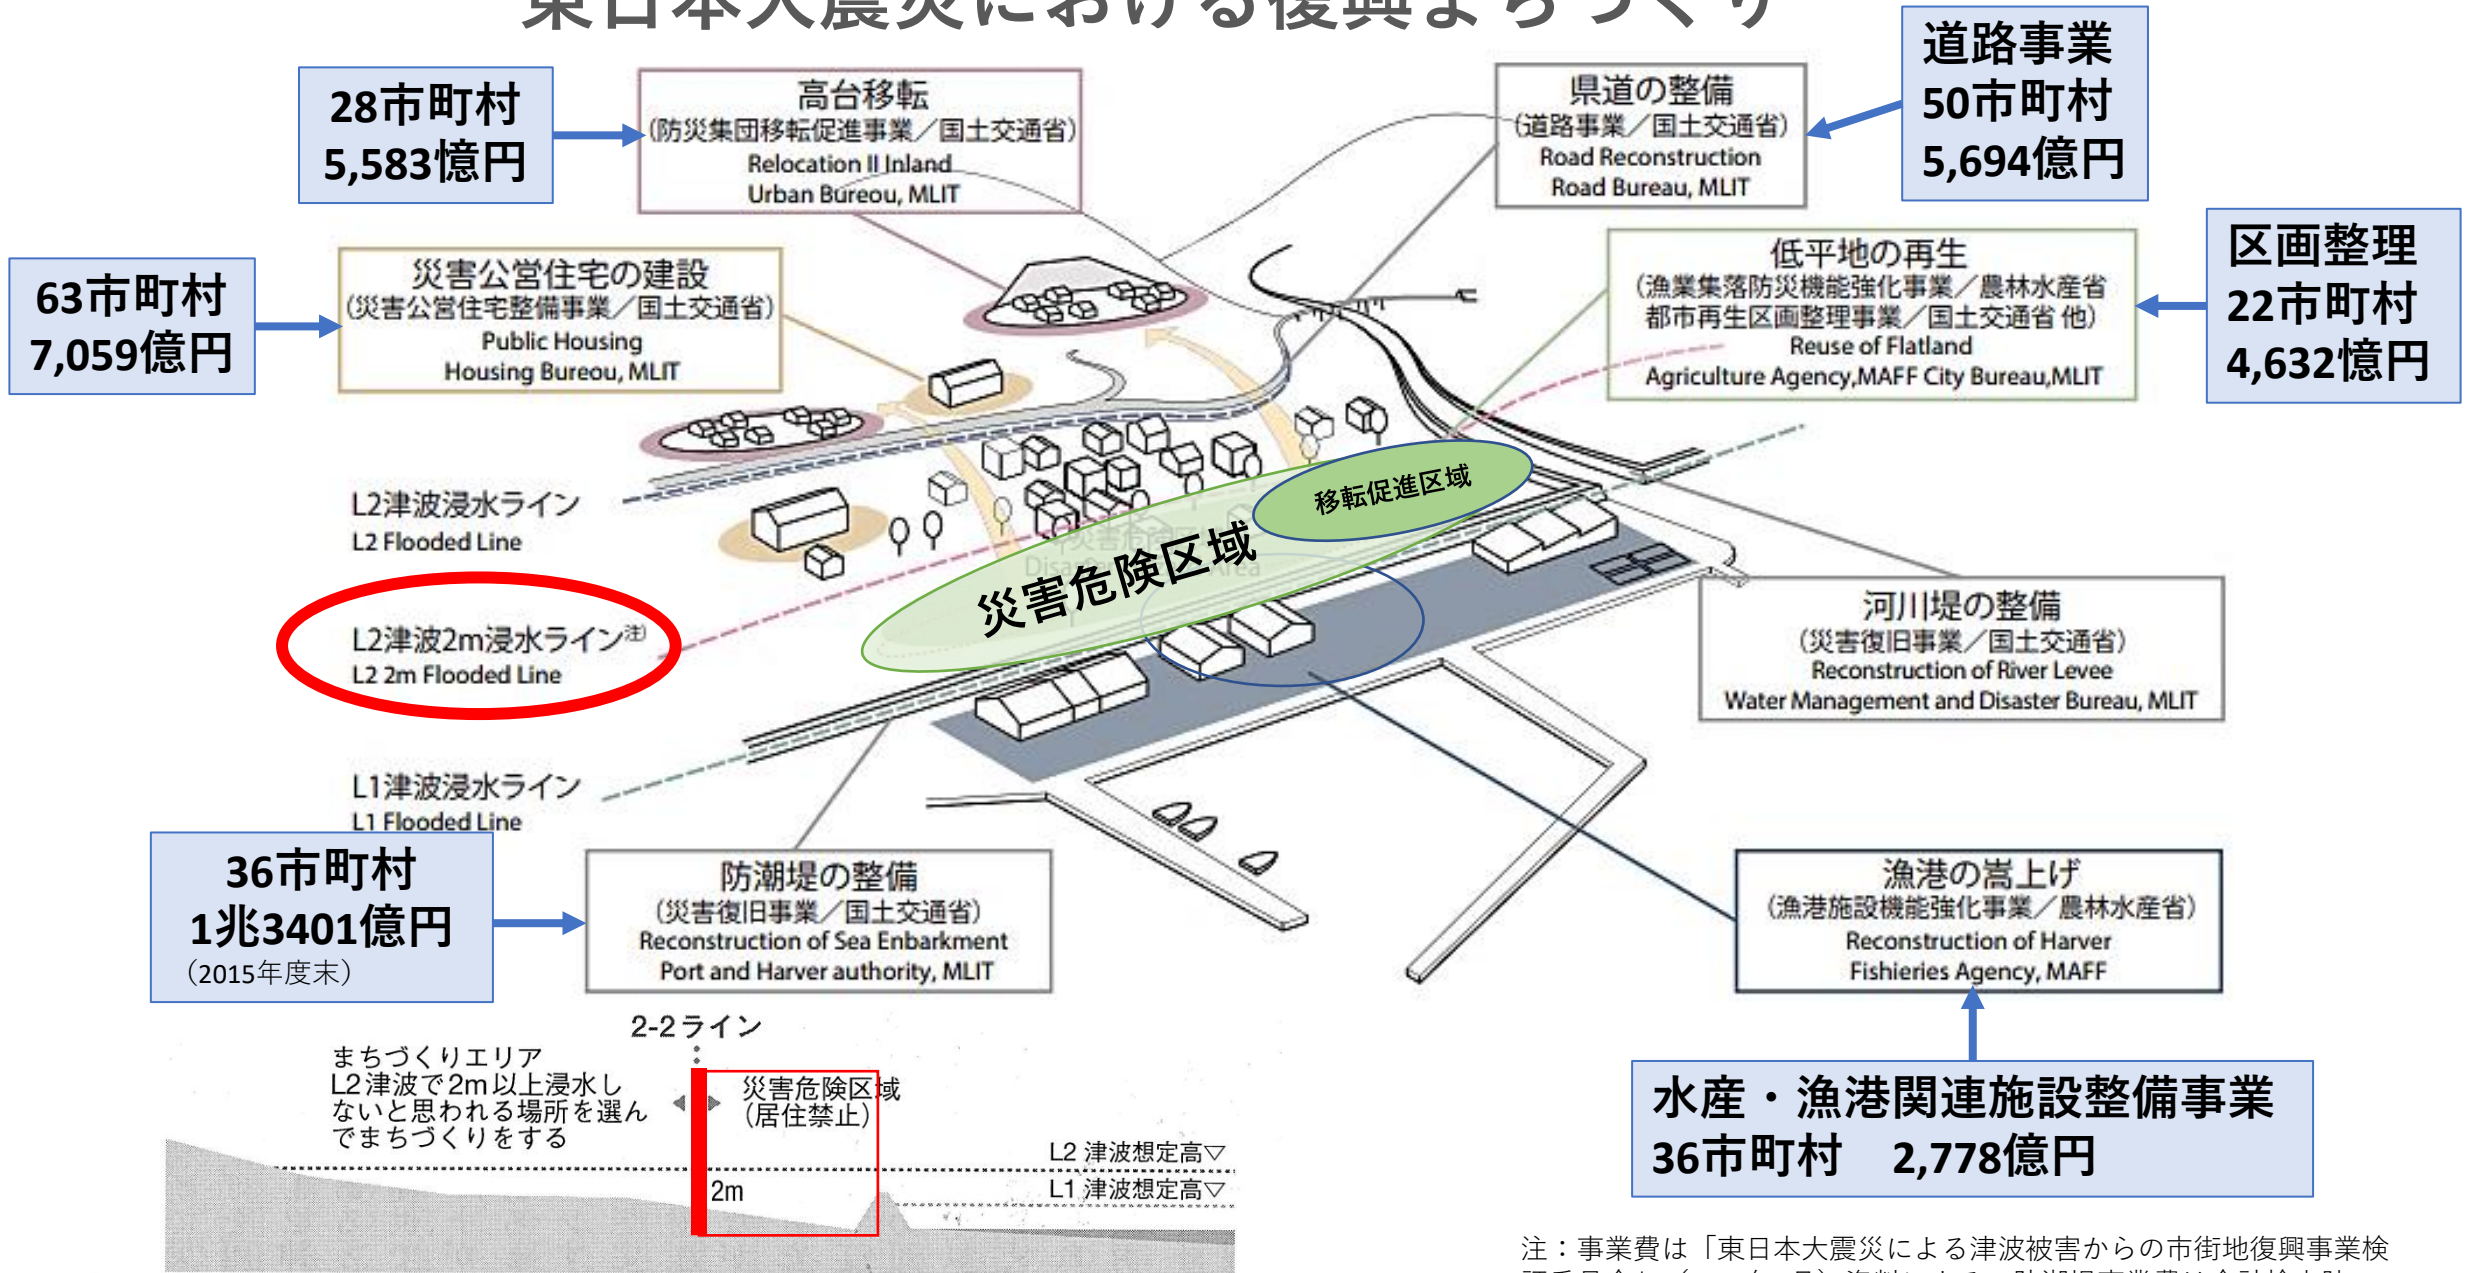 東日本大震災における復興まちづくり
28市町村
5,583憶円
高台移転
(防災集団移転促進事業／国土交通省)
Relocation II Inland
Urban Bureou, MLIT
県道の整備
(道路事業／国土交通省)
Road Reconstruction
Road Bureau, MLIT
道路事業
50市町村
5,694億円
63市町村
7,059億円
災害公営住宅の建設
(災害公営住宅整備事業／国土交通省)
Public Housing
Housing Bureou, MLIT
低平地の再生
(漁業集落防災機能強化事業／農林水産省
都市再生区画整理事業／国土交通省 他)
Reuse of Flatland
Agriculture Agency,MAFF City Bureau,MLIT
区画整理
22市町村
4,632憶円
L2津波浸水ライン
L2 Flooded Line
移転促進区域
災害危険区域
L2津波2m浸水ライン注)
L2 2m Flooded Line
河川堤の整備
(災害復旧事業／国土交通省)
Reconstruction of River Levee
Water Management and Disaster Bureau, MLIT
L1津波浸水ライン
L1 Flooded Line
36市町村
1兆3401億円
（2015年度末）
防潮堤の整備
(災害復旧事業／国土交通省)
Reconstruction of Sea Enbarkment
Port and Harver authority, MLIT
漁港の嵩上げ
(漁港施設機能強化事業／農林水産省)
Reconstruction of Harver
Fishieries Agency, MAFF
水産・漁港関連施設整備事業
36市町村　2,778億円
2-2ライン
まちづくりエリア
L2津波で2m以上浸水し
ないと思われる場所を選ん
でまちづくりをする
災害危険区域
(居住禁止)
L2 津波想定高▽
L1 津波想定高▽
2m
注：事業費は「東日本大震災による津波被害からの市街地復興事業検